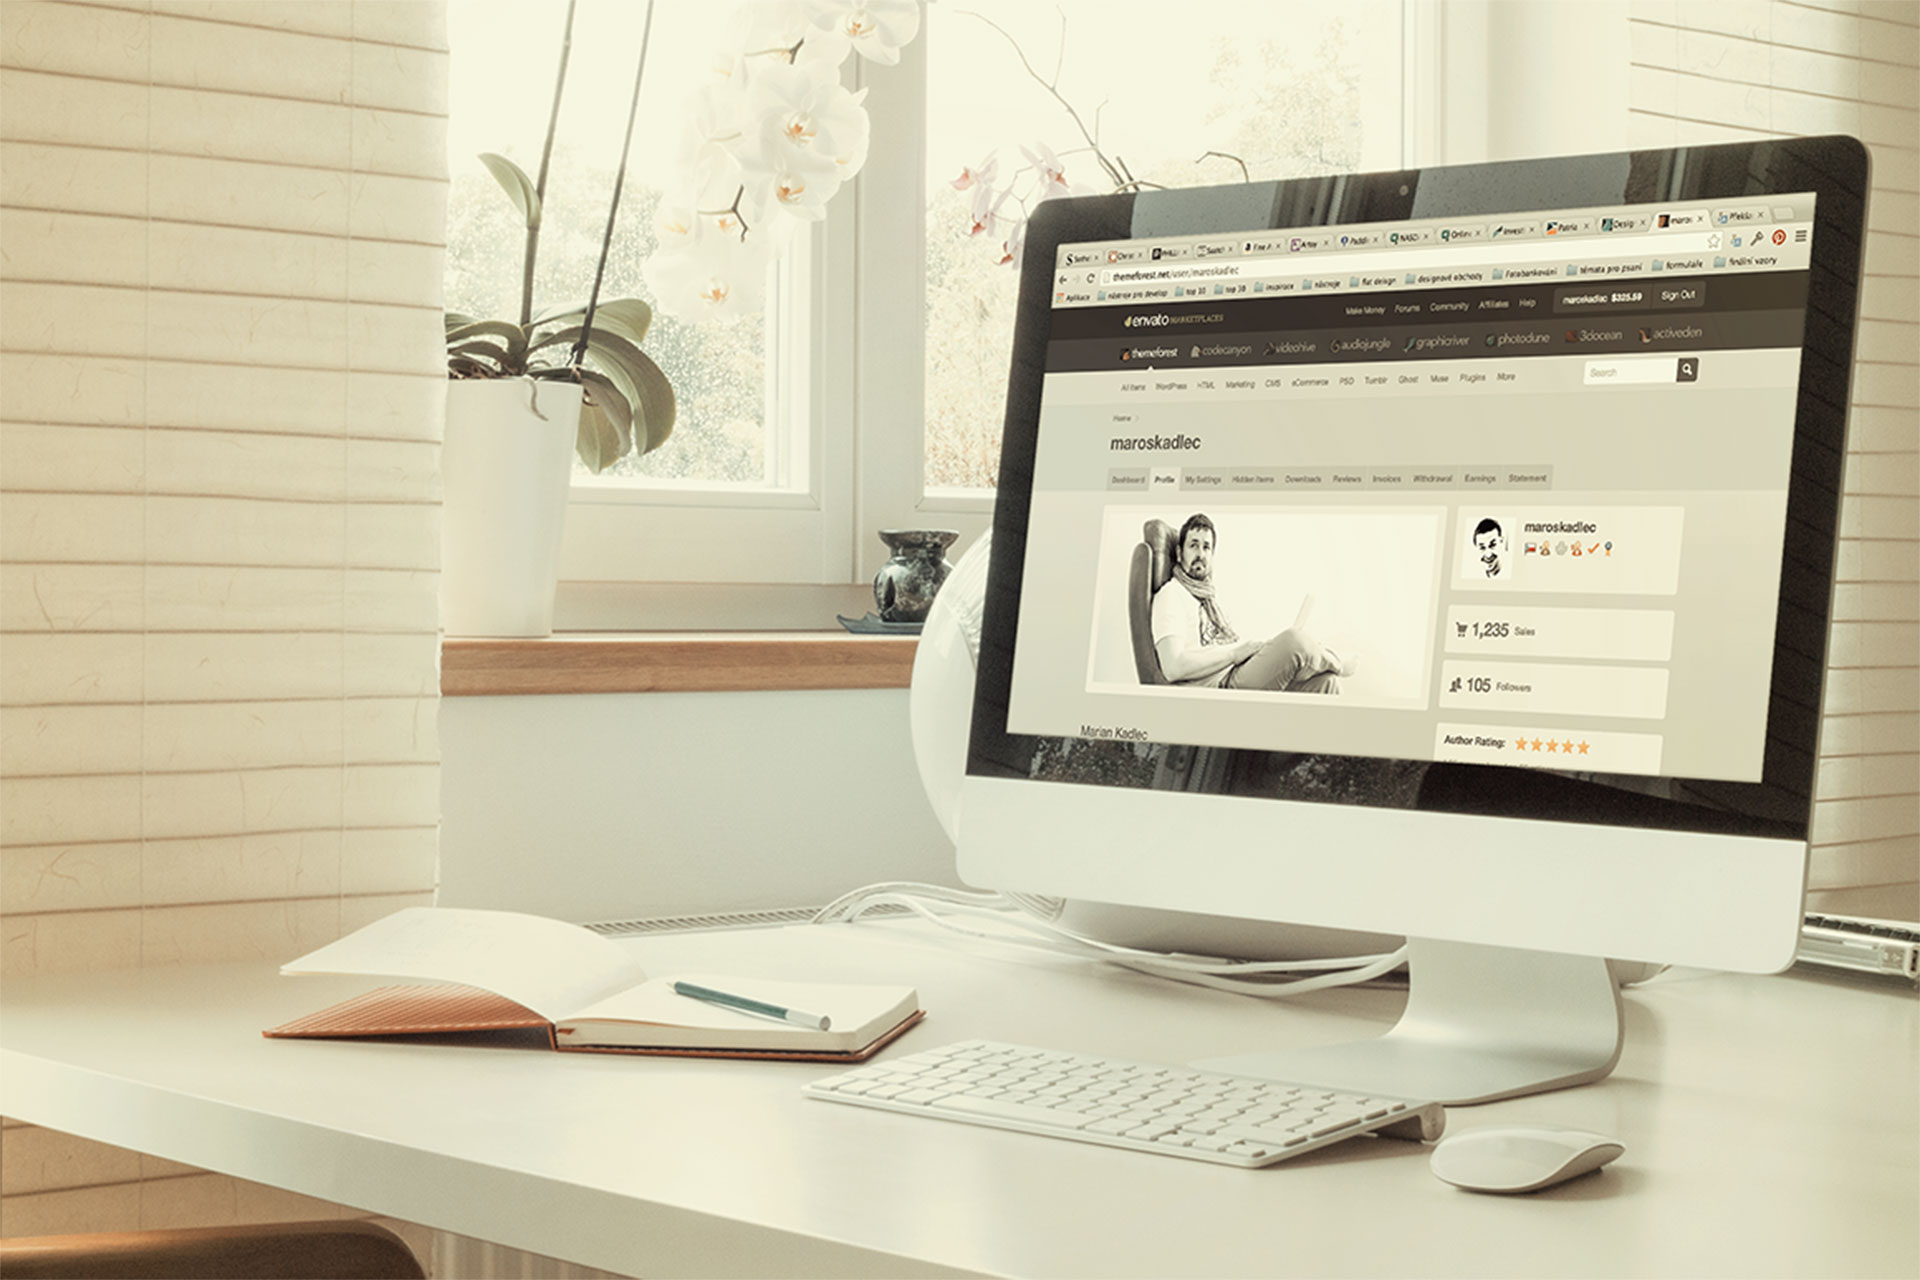 themeforest.net/user/maroskadlec
Aplikace nástroje pro develop top 10 top 30 inspirace nástroje flat design designové obchody Fotobankování témata pro psaní formuláře finální vzory
envato MARKETPLACES Make Money Forums Community Affiliates Help maroskadlec $325.59 Sign Out
themeforest codecanyon videohive audiojungle graphicriver photodune 3docean activeden
All Items WordPress HTML Marketing CMS eCommerce PSD Tumblr Ghost Muse Plugins More Search
Home
maroskadlec
Dashboard Profile My Settings Hidden Items Downloads Reviews Invoices Withdrawal Earnings Statement
maroskadlec
1,235 Sales
105 Followers
Marian Kadlec
Author Rating: